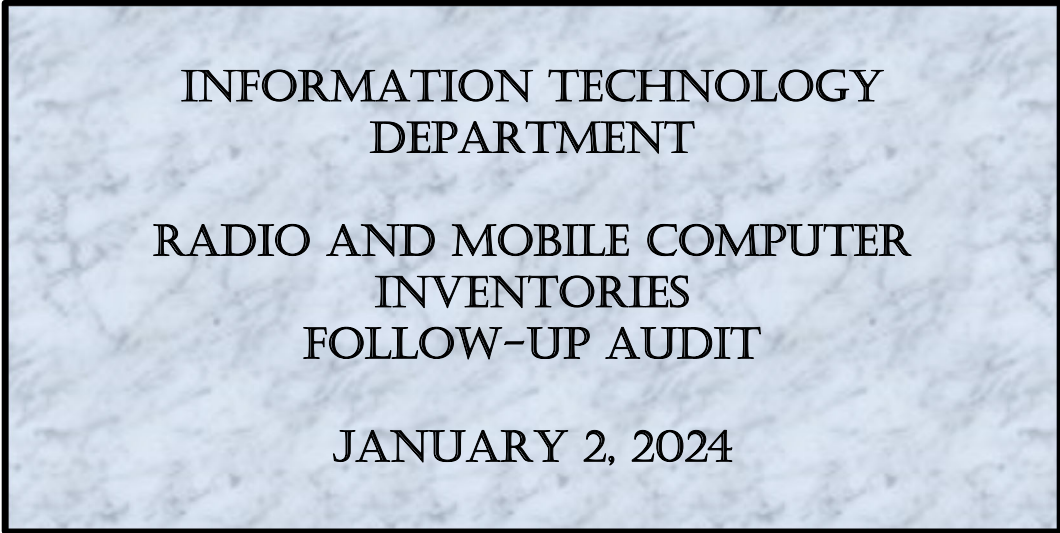 INFORMATION TECHNOLOGY
DEPARTMENT
RADIO AND MOBILE COMPUTER
INVENTORIES
FOLLOW-UP AUDIT
JANUARY 2, 2024